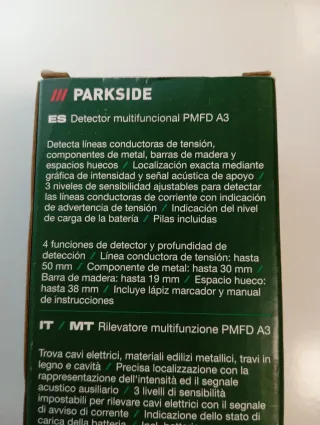 /// PARKSIDE
ES Detector multifuncional PMFD A3
Detecta líneas conductoras de tensión,
componentes de metal, barras de madera y
espacios huecos / Localización exacta mediante
gráfica de intensidad y señal acústica de apoyo /
3 niveles de sensibilidad ajustables para detectar
las líneas conductoras de corriente con indicación
de advertencia de tensión / Indicación del nivel
de carga de la batería / Pilas incluidas
4 funciones de detector y profundidad de
detección / Línea conductora de tensión: hasta
50 mm / Componente de metal: hasta 30 mm /
Barra de madera: hasta 19 mm / Espacio hueco:
hasta 38 mm / Incluye lápiz marcador y manual
de instrucciones
IT / MT Rilevatore multifunzione PMFD A3
Trova cavi elettrici, materiali edilizi metallici, travi in
legno e cavità / Precisa localizzazione con la
rappresentazione dell'intensità ed il segnale
acustico ausiliario / 3 livelli di sensibilità
impostabili per rilevare cavi elettrici con il segnale
di avviso di corrente / Indicazione dello stato di
carica della batteria / Incl. batterie